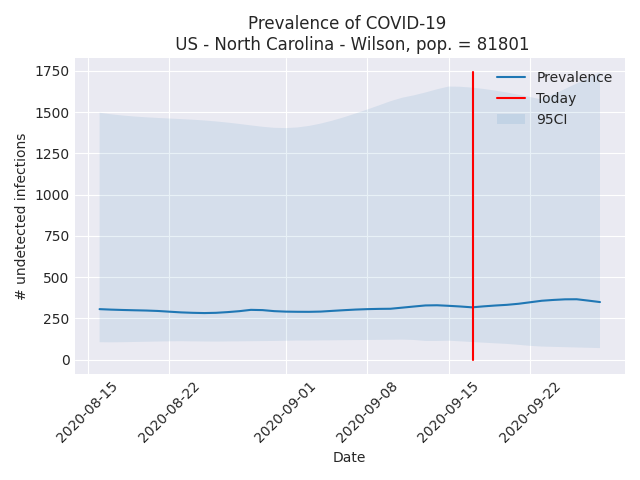 Prevalence of COVID-19
US - North Carolina - Wilson, pop. = 81801
# undetected infections
1750
1500
1250
1000
750
500
250
0
Prevalence
Today
95CI
2020-08-15
2020-08-22
2020-09-01
2020-09-08
2020-09-15
2020-09-22
Date